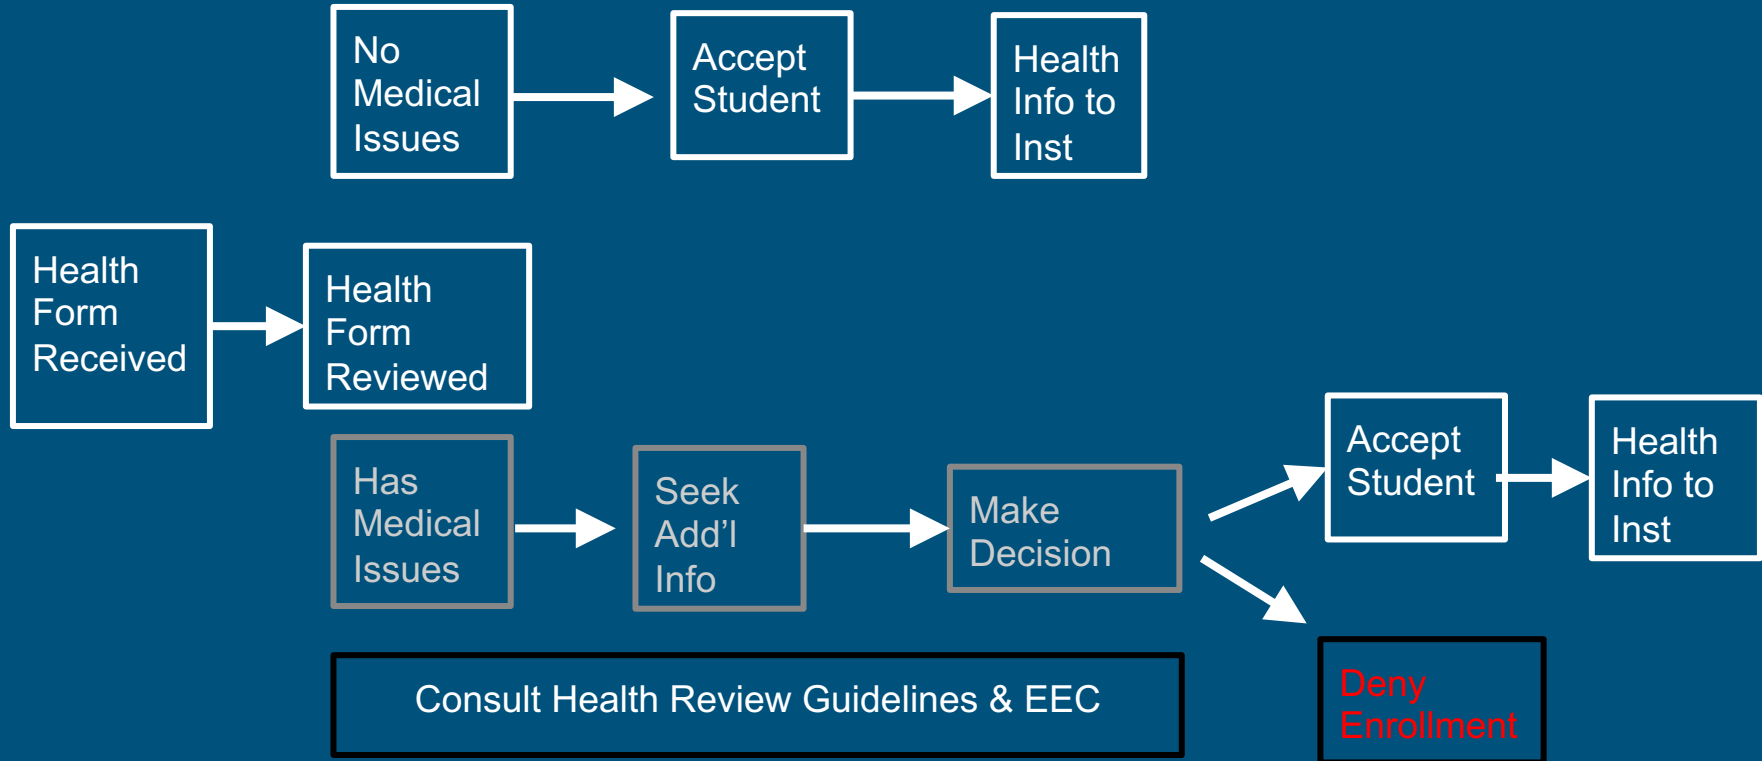 No
Medical
Issues
Accept
Student
Health
Info to
Inst
Health
Form
Received
Health
Form
Reviewed
Has
Medical
Issues
Seek
Add’l
Info
Make
Decision
Accept
Student
Health
Info to
Inst
Consult Health Review Guidelines & EEC
Deny
Enrollment